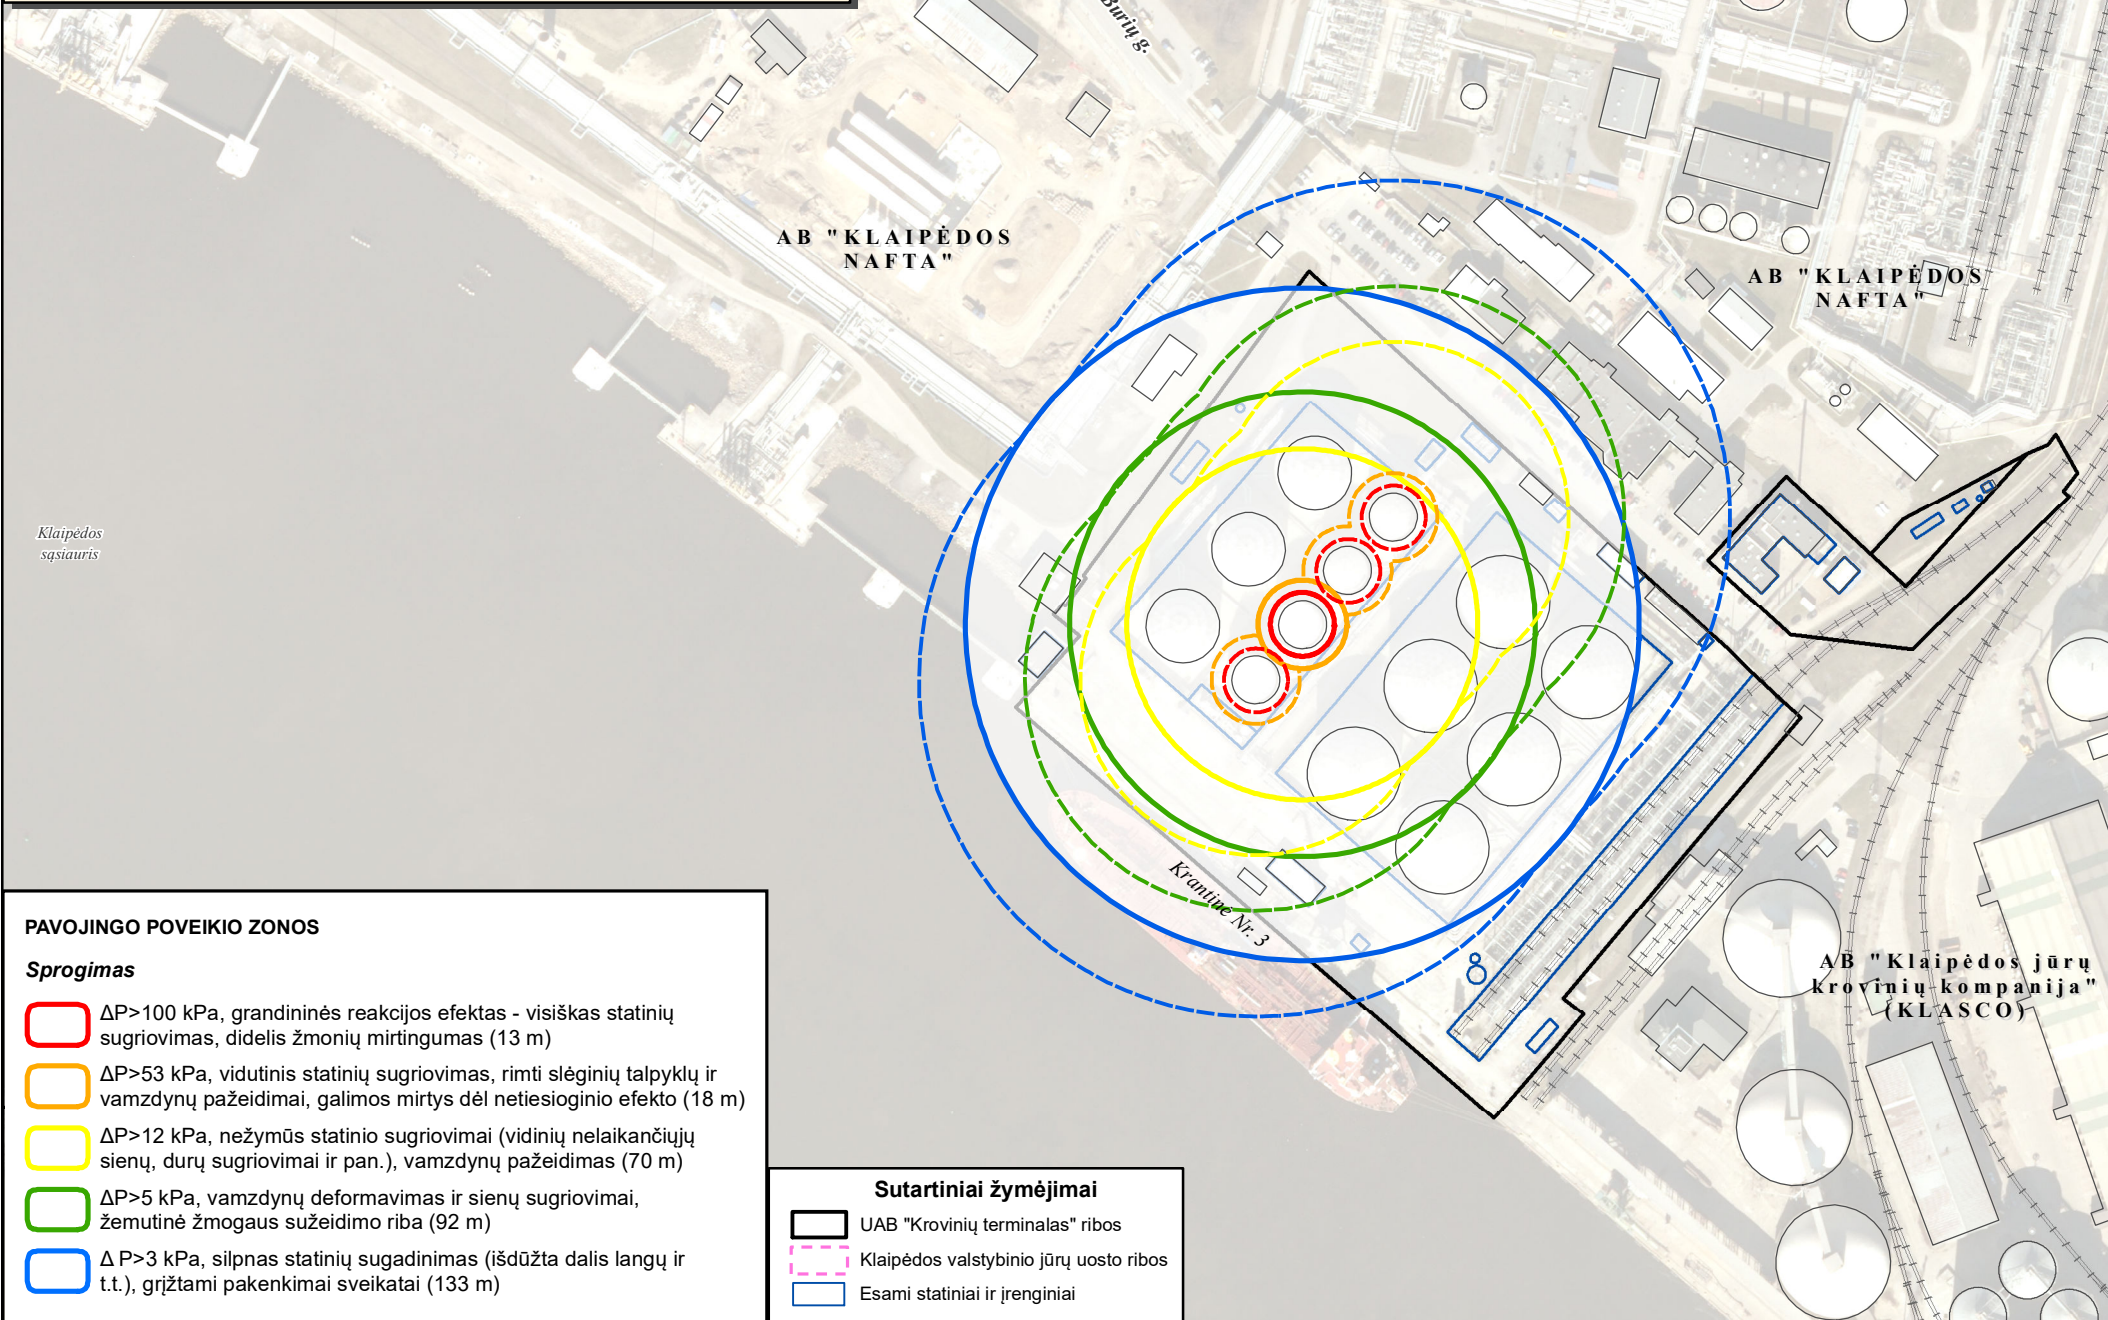 Burių g.
AB "KLAIPĖDOS
NAFTA"
AB "KLAIPĖDOS
NAFTA"
Klaipėdos
sąsiauris
Krantinė Nr. 3
AB "Klaipėdos jūrų
krovinių kompanija"
(KLASCO)
PAVOJINGO POVEIKIO ZONOS
Sprogimas
ΔP>100 kPa, grandininės reakcijos efektas - visiškas statinių
sugriovimas, didelis žmonių mirtingumas (13 m)
ΔP>53 kPa, vidutinis statinių sugriovimas, rimti slėginių talpyklų ir
vamzdynų pažeidimai, galimos mirtys dėl netiesioginio efekto (18 m)
ΔP>12 kPa, nežymūs statinio sugriovimai (vidinių nelaikančiųjų
sienų, durų sugriovimai ir pan.), vamzdynų pažeidimas (70 m)
ΔP>5 kPa, vamzdynų deformavimas ir sienų sugriovimai,
žemutinė žmogaus sužeidimo riba (92 m)
Δ P>3 kPa, silpnas statinių sugadinimas (išdūžta dalis langų ir
t.t.), grįžtami pakenkimai sveikatai (133 m)
Sutartiniai žymėjimai
UAB "Krovinių terminalas" ribos
Klaipėdos valstybinio jūrų uosto ribos
Esami statiniai ir įrenginiai